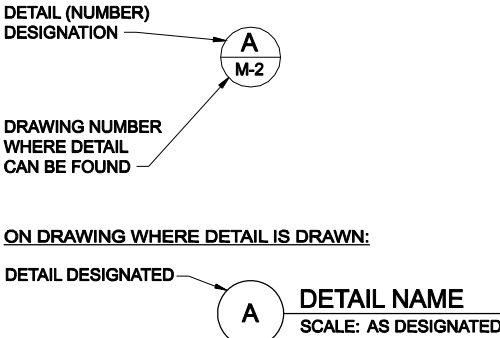 DETAIL (NUMBER)
DESIGNATION
A
M-2
DRAWING NUMBER
WHERE DETAIL
CAN BE FOUND
ON DRAWING WHERE DETAIL IS DRAWN:
DETAIL DESIGNATED
A
DETAIL NAME
SCALE: AS DESIGNATED